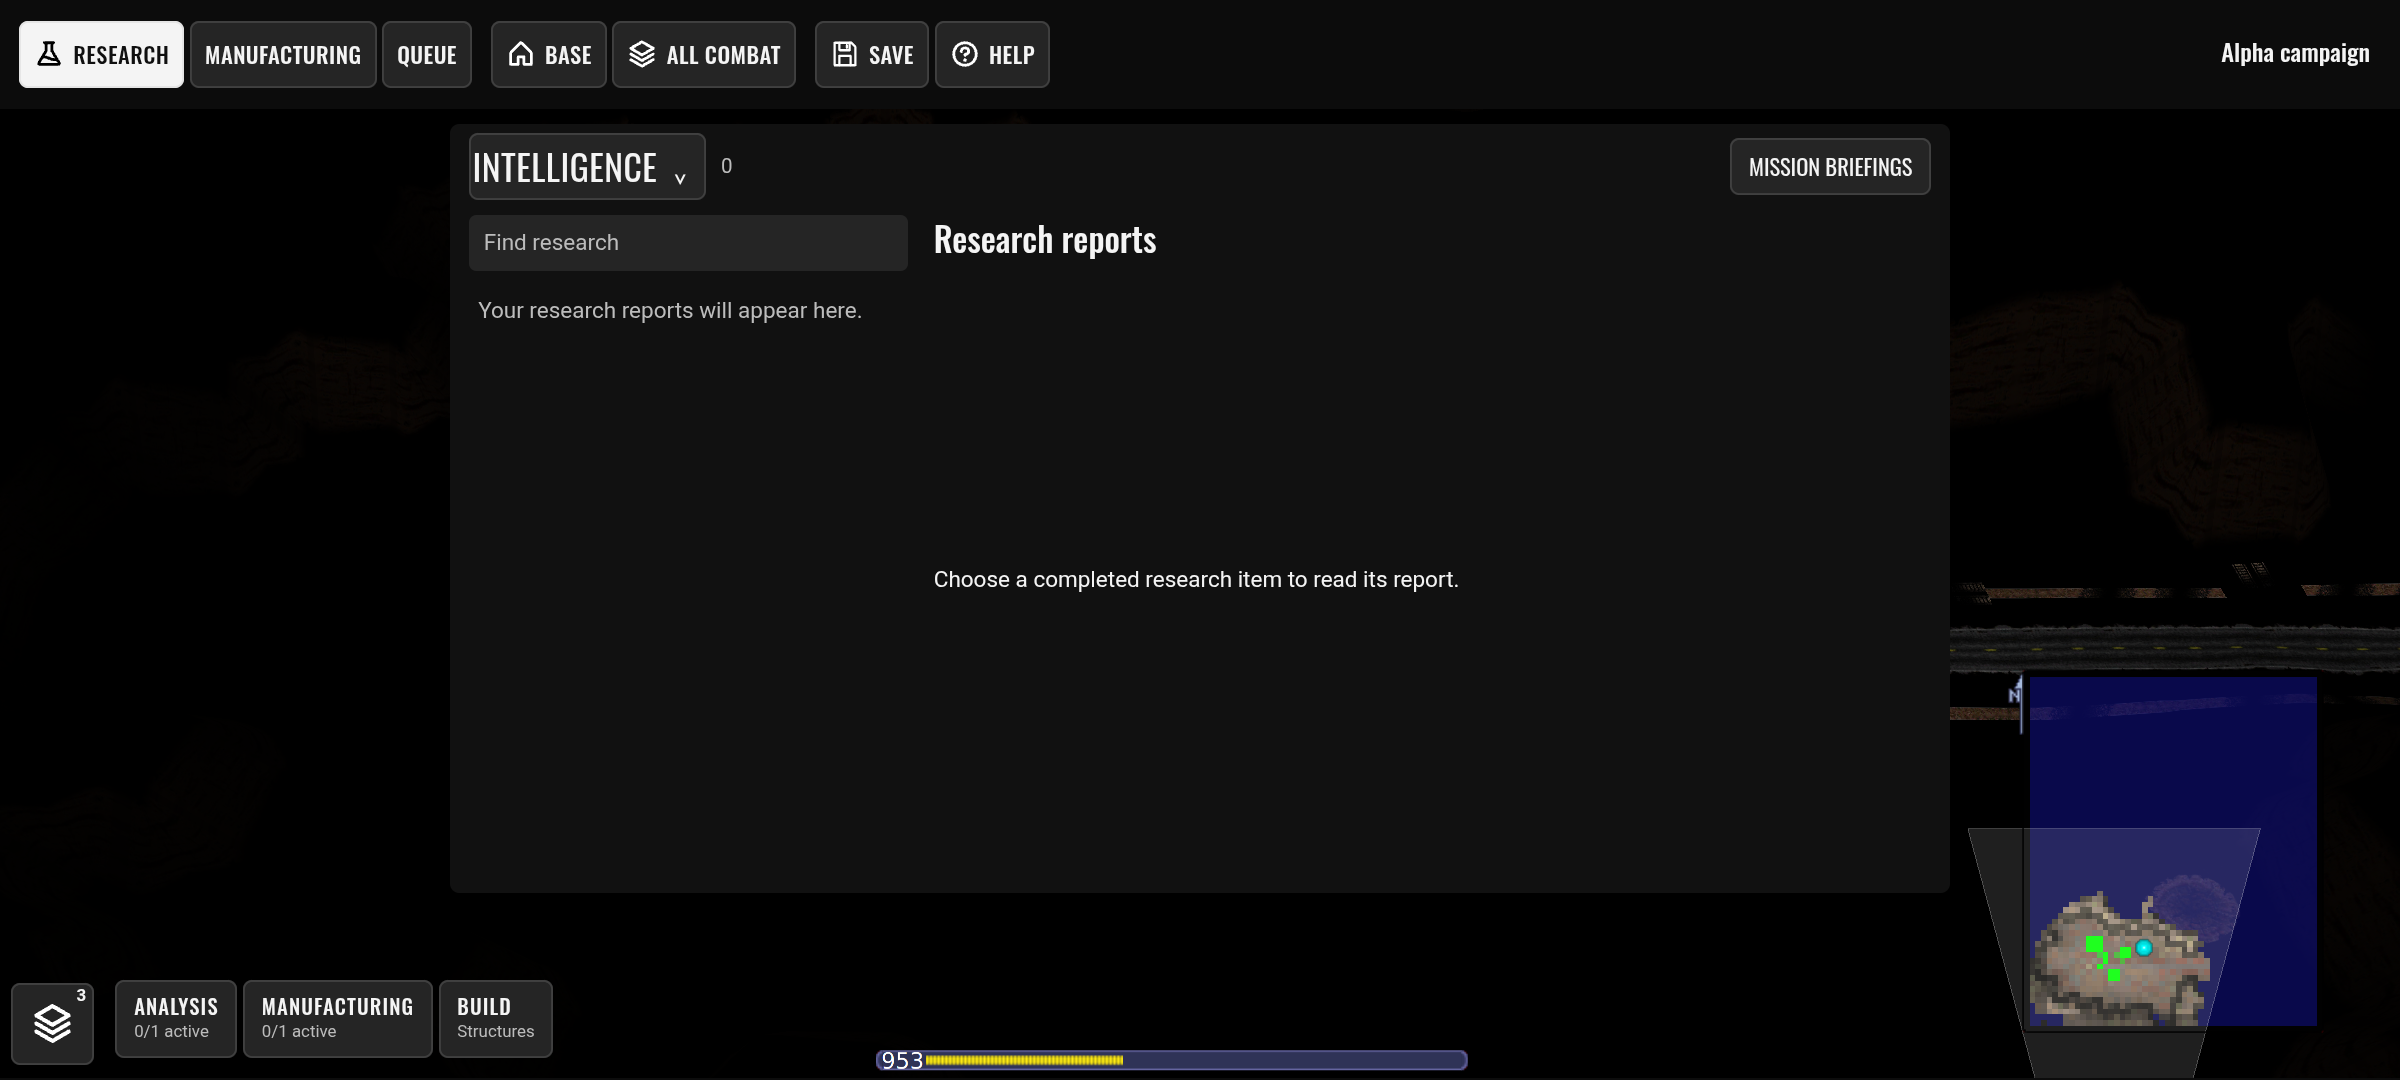 RESEARCH MANUFACTURING QUEUE BASE ALL COMBAT SAVE HELP Alpha campaign
INTELLIGENCE 0 MISSION BRIEFINGS
Find research
Research reports
Your research reports will appear here.
Choose a completed research item to read its report.
N
3
ANALYSIS
0/1 active
MANUFACTURING
0/1 active
BUILD
Structures
953